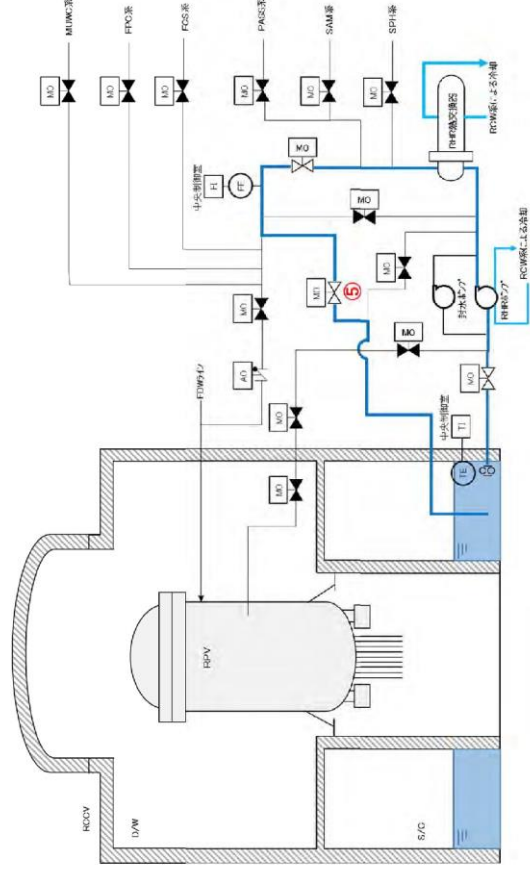 MUWC系
FPC系
FCS系
PASS系
SAM系
SPH系
MO
MO
MO
MO
MO
MO
中央制御室
FI
FE
MO
MO
RHR熱交換器
RCW系による冷却
MO
AO
FDWライン
MO
⑤
MO
封水ポンプ
RHRポンプ
RCW系による冷却
MO
MO
MO
MO
中央制御室
TI
TE
RPV
RCCV
D/W
S/C